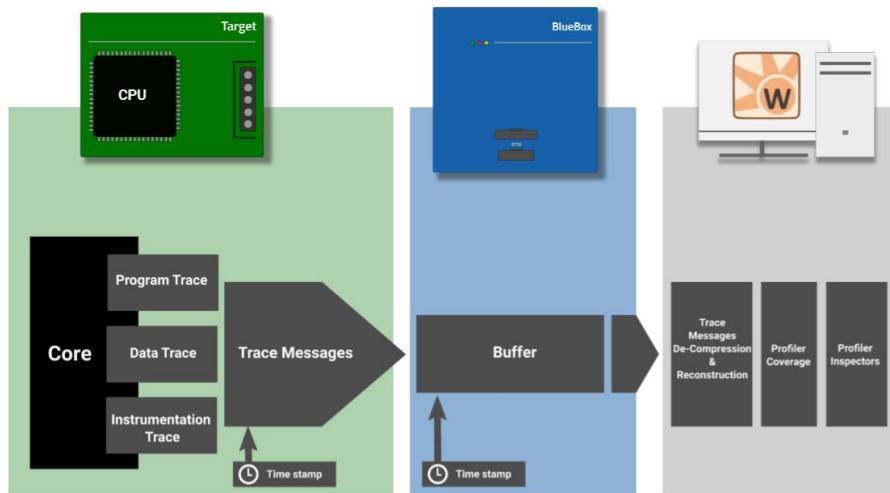 Target
CPU
BlueBox
DTM
W
Core
Program Trace
Data Trace
Instrumentation
Trace
Trace Messages
Time stamp
Buffer
Time stamp
Trace
Messages
De-Compression
&
Reconstruction
Profiler
Coverage
Profiler
Inspectors